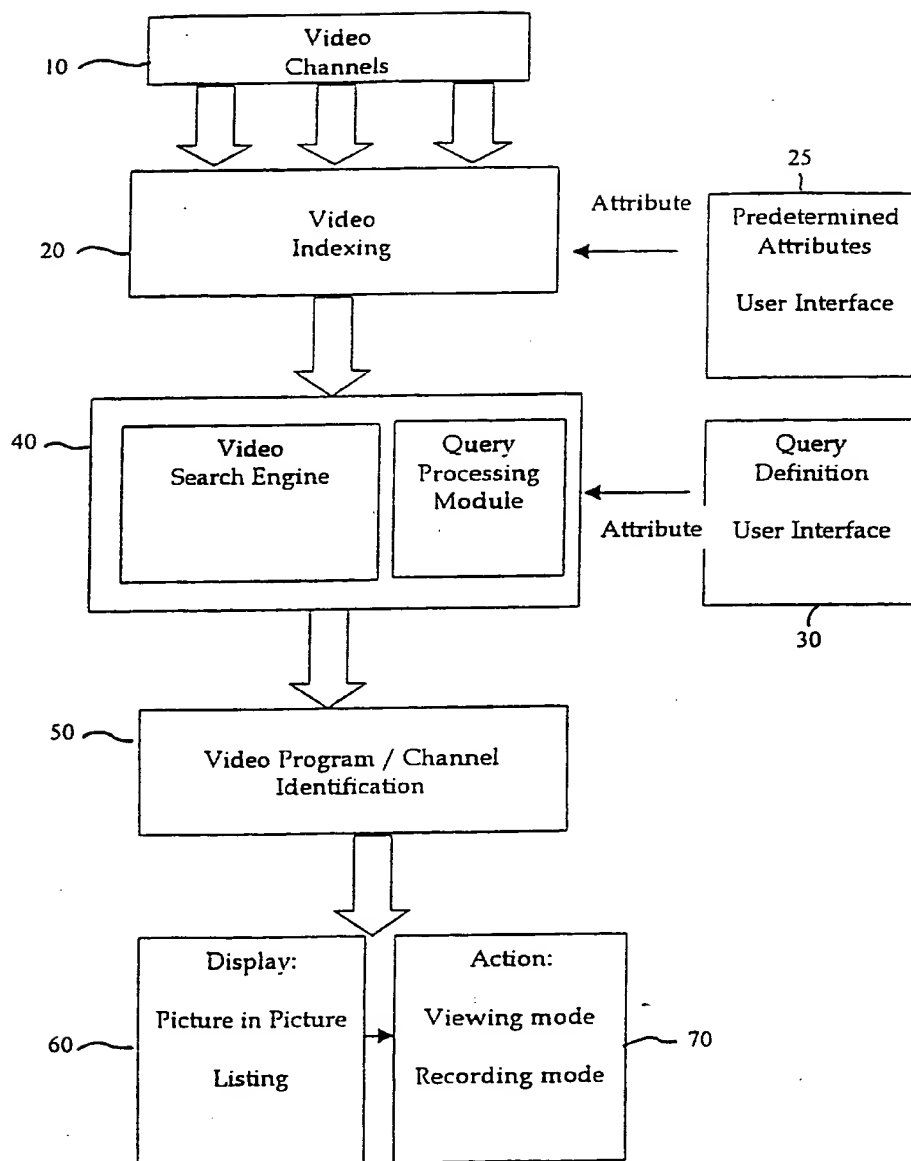 Video
Channels
10
25
Attribute
Predetermined
Attributes
User Interface
Video
Indexing
20
40
Video
Search Engine
Query
Processing
Module
Attribute
Query
Definition
User Interface
30
50
Video Program / Channel
Identification
Display:
Picture in Picture
Listing
60
Action:
Viewing mode
Recording mode
70